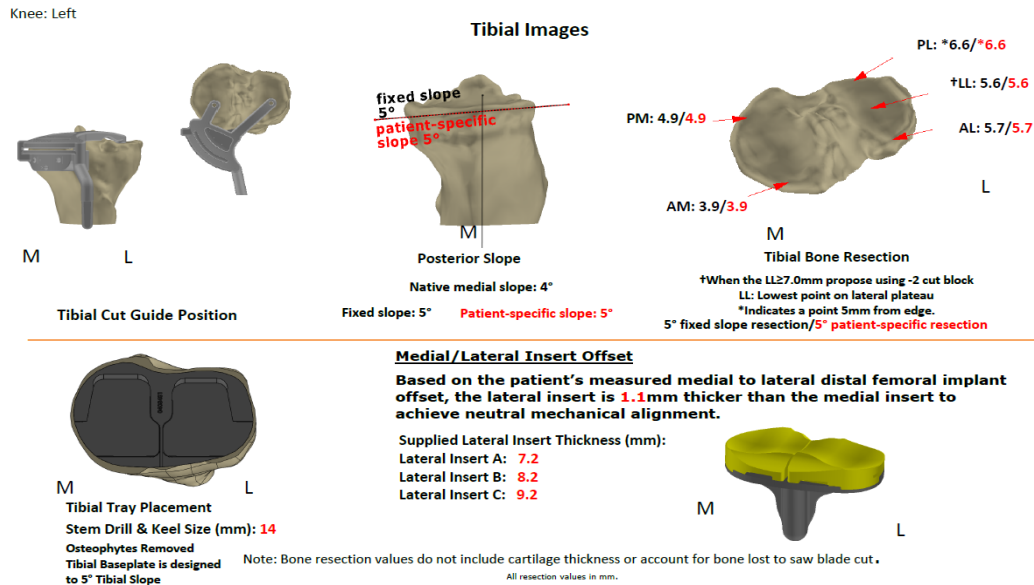 Knee: Left
Tibial Images
M
L
Tibial Cut Guide Position
fixed slope
5°
patient-specific
slope 5°
M
Posterior Slope
Native medial slope: 4°
Fixed slope: 5° Patient-specific slope: 5°
PL: *6.6/*6.6
†LL: 5.6/5.6
PM: 4.9/4.9
AL: 5.7/5.7
AM: 3.9/3.9
L
M
Tibial Bone Resection
†When the LL≥7.0mm propose using -2 cut block
LL: Lowest point on lateral plateau
*Indicates a point 5mm from edge.
5° fixed slope resection/5° patient-specific resection
M
L
Tibial Tray Placement
Stem Drill & Keel Size (mm): 14
Osteophytes Removed
Tibial Baseplate is designed
to 5° Tibial Slope
Medial/Lateral Insert Offset
Based on the patient’s measured medial to lateral distal femoral implant
offset, the lateral insert is 1.1mm thicker than the medial insert to
achieve neutral mechanical alignment.
Supplied Lateral Insert Thickness (mm):
Lateral Insert A: 7.2
Lateral Insert B: 8.2
Lateral Insert C: 9.2
M
L
Note: Bone resection values do not include cartilage thickness or account for bone lost to saw blade cut.
All resection values in mm.